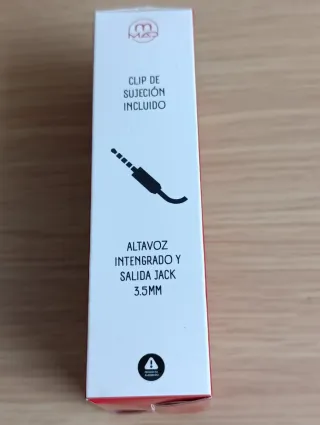 CLIP DE
SUJECIÓN
INCLUIDO
ALTAVOZ
INTENGRADO Y
SALIDA JACK
3.5MM